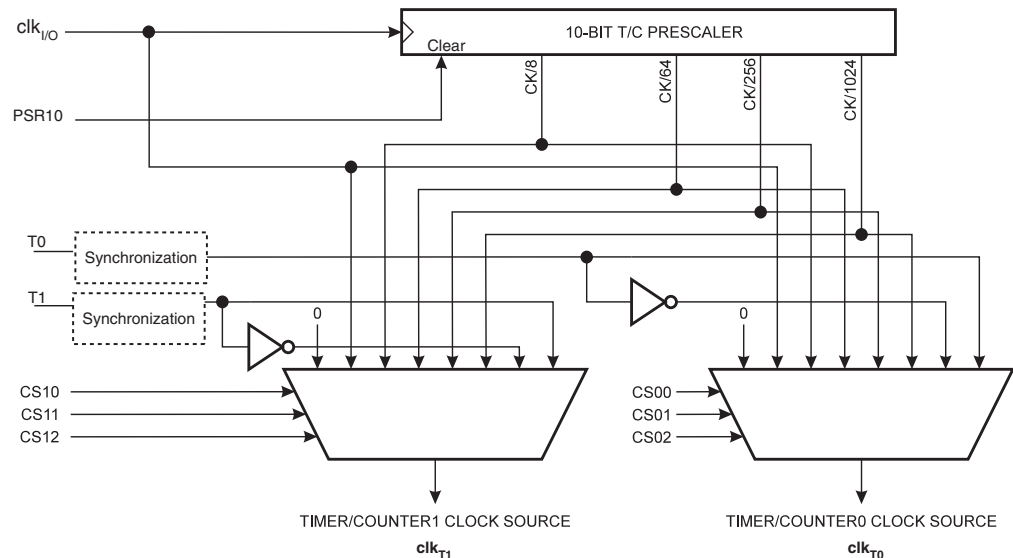 clkI/O
10-BIT T/C PRESCALER
Clear
CK/8
CK/64
CK/256
CK/1024
PSR10
T0
Synchronization
T1
Synchronization
0
0
CS10
CS11
CS12
CS00
CS01
CS02
TIMER/COUNTER1 CLOCK SOURCE
clkT1
TIMER/COUNTER0 CLOCK SOURCE
clkT0